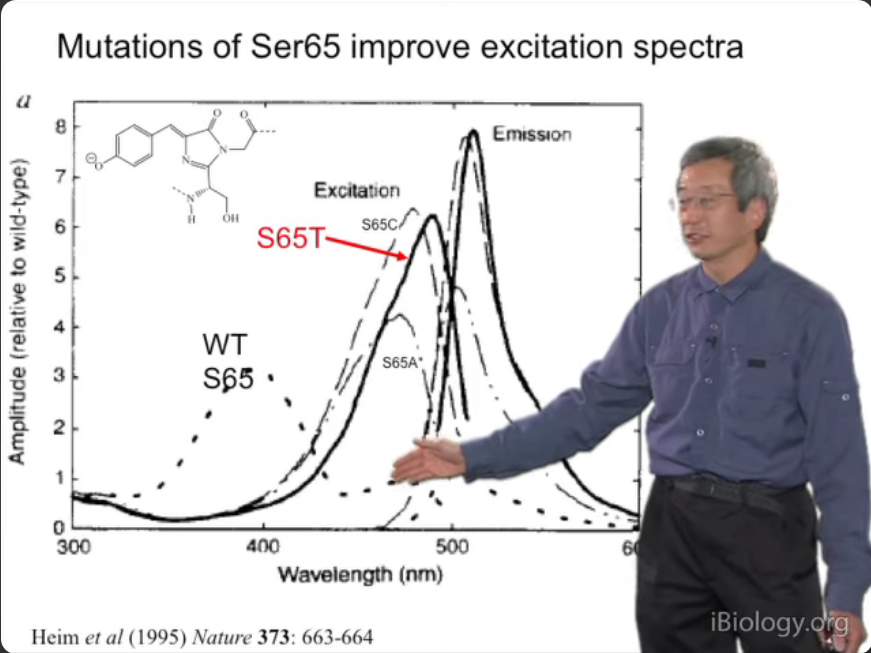 Mutations of Ser65 improve excitation spectra
a
Amplitude (relative to wild-type)
8
7
6
5
4
3
2
1
0
O
O
N
N
⊖O
N
H
OH
Excitation
Emission
S65C
S65T
WT
S65
S65A
300
400
500
Wavelength (nm)
Heim et al (1995) Nature 373: 663-664
iBiology.org